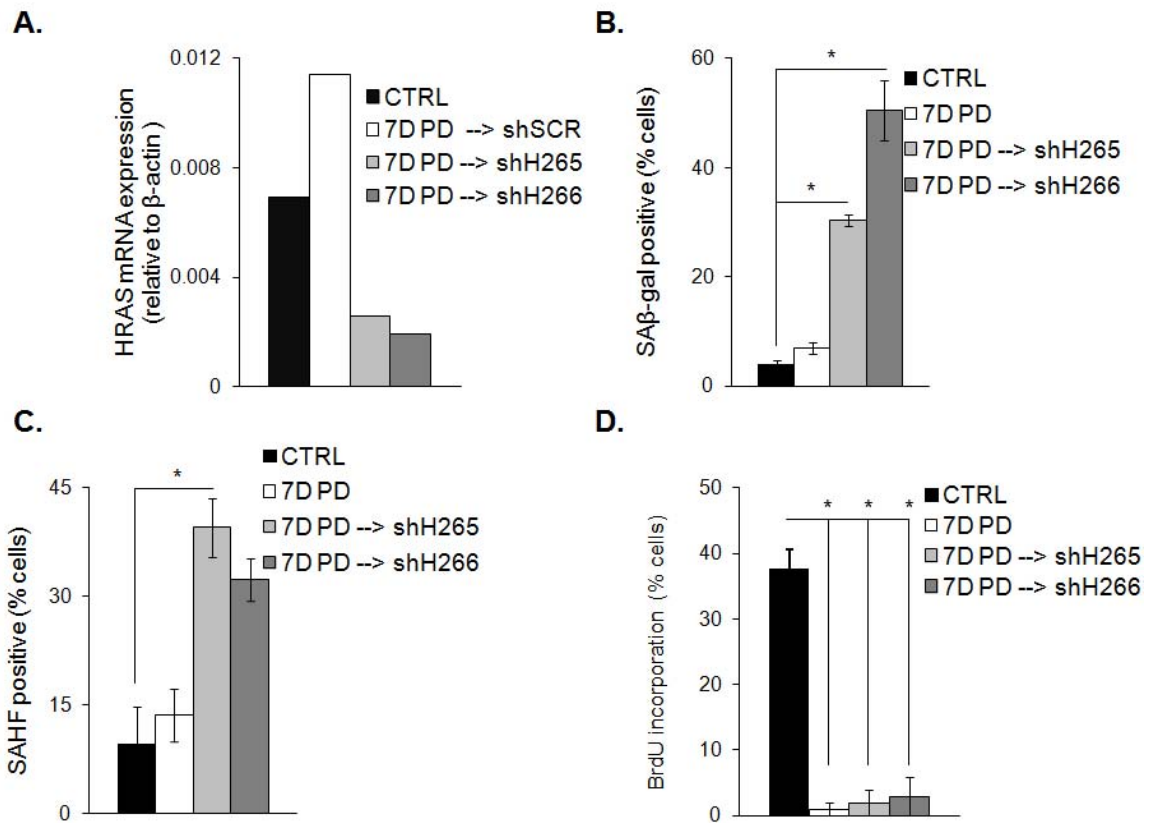 A.
HRAS mRNA expression
(relative to β-actin )
0.012
0.008
0.004
0
CTRL
7D PD --> shSCR
7D PD --> shH265
7D PD --> shH266
B.
SAβ-gal positive (% cells)
60
40
20
0
*
*
CTRL
7D PD
7D PD --> shH265
7D PD --> shH266
C.
SAHF positive (% cells)
45
30
15
0
*
CTRL
7D PD
7D PD --> shH265
7D PD --> shH266
D.
BrdU incorporation (% cells)
50
40
30
20
10
0
* * *
CTRL
7D PD
7D PD --> shH265
7D PD --> shH266